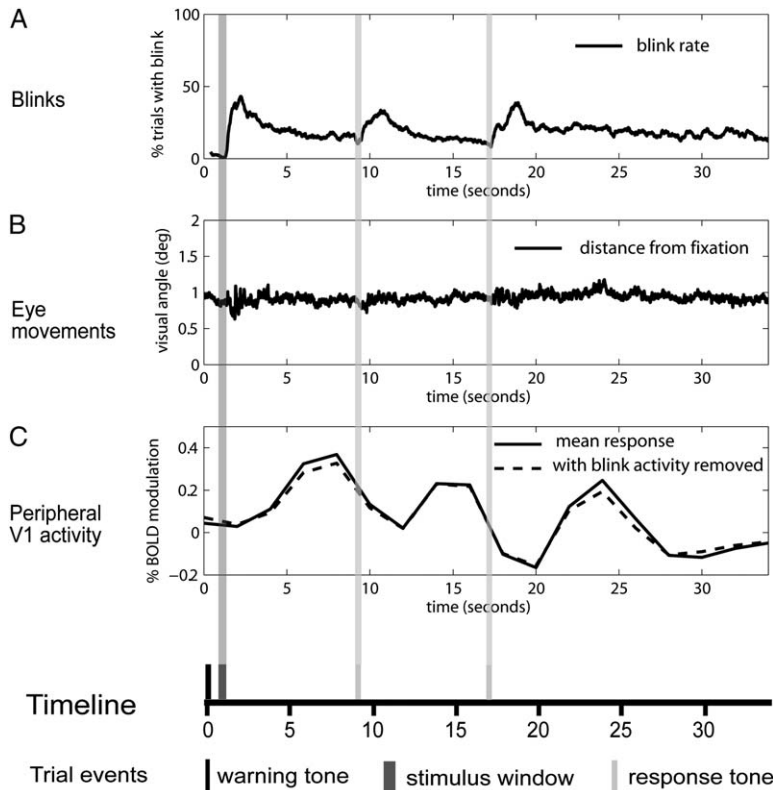 A
Blinks
% trials with blink
100
50
0
blink rate
0 5 10 15 20 25 30
time (seconds)
B
Eye
movements
visual angle (deg)
2
1.5
1
0.5
0
distance from fixation
0 5 10 15 20 25 30
time (seconds)
C
Peripheral
V1 activity
% BOLD modulation
0.4
0.2
0
−0.2
mean response
with blink activity removed
0 5 10 15 20 25 30
time (seconds)
Timeline
0 5 10 15 20 25 30
Trial events warning tone stimulus window response tone